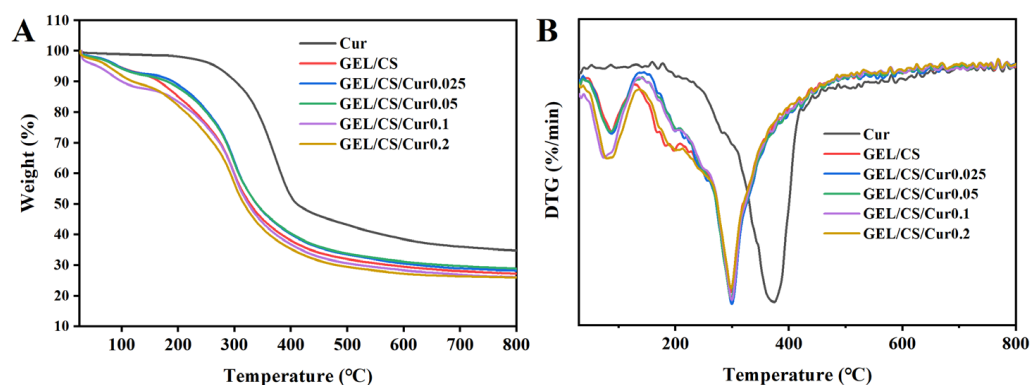 A
110
100
90
80
70
60
50
40
30
20
10
Weight (%)
Cur
GEL/CS
GEL/CS/Cur0.025
GEL/CS/Cur0.05
GEL/CS/Cur0.1
GEL/CS/Cur0.2
100 200 300 400 500 600 700 800
Temperature (°C)
B
DTG (%/min)
Cur
GEL/CS
GEL/CS/Cur0.025
GEL/CS/Cur0.05
GEL/CS/Cur0.1
GEL/CS/Cur0.2
100 200 300 400 600 800
Temperature (°C)